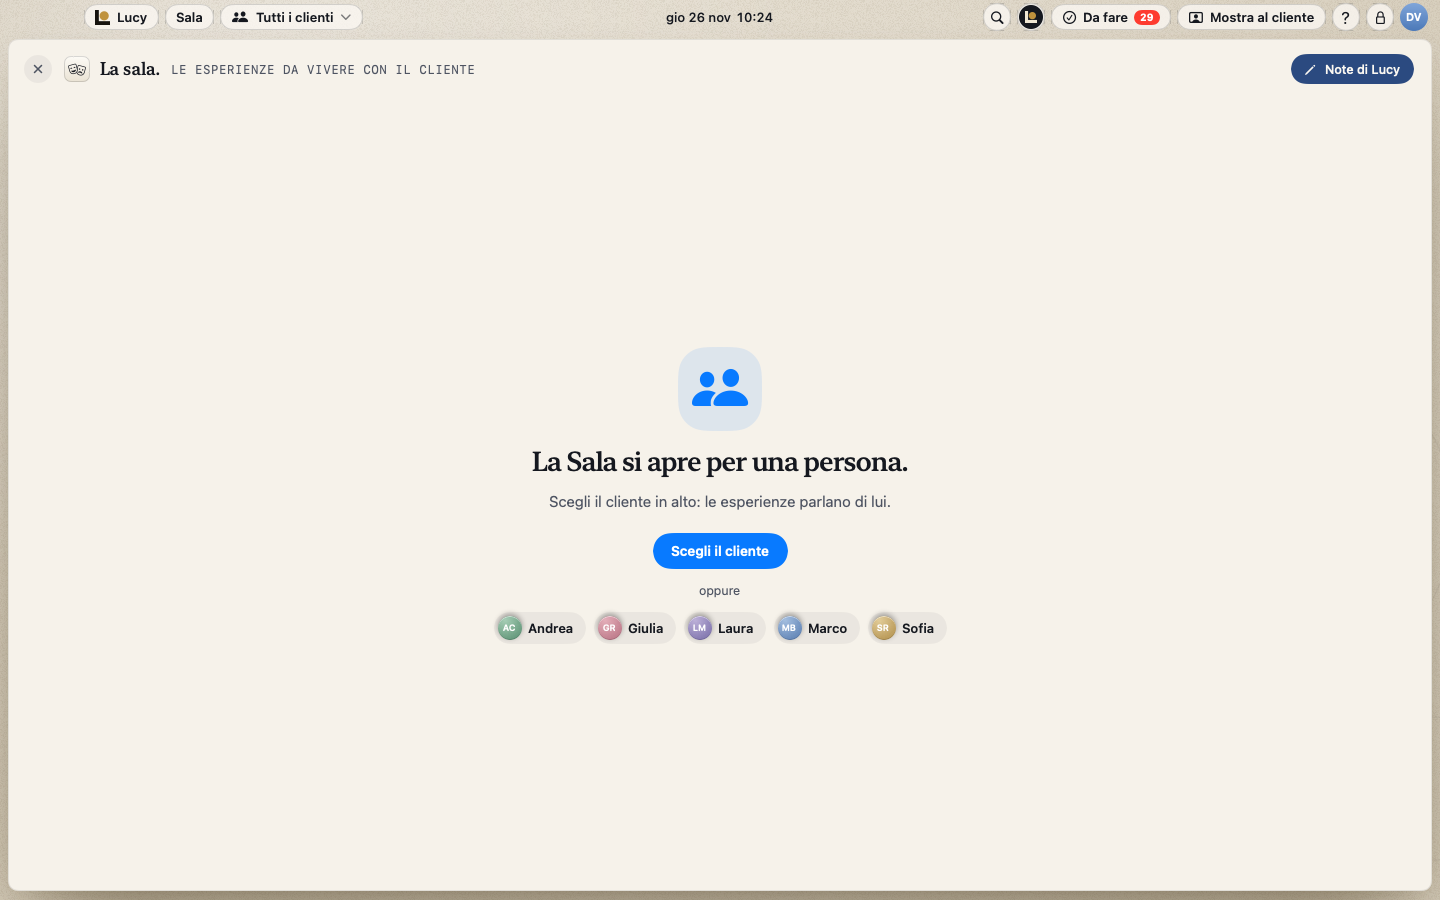 Lucy Sala Tutti i clienti gio 26 nov 10:24 Da fare 29 Mostra al cliente ? DV
La sala. LE ESPERIENZE DA VIVERE CON IL CLIENTE Note di Lucy
La Sala si apre per una persona.
Scegli il cliente in alto: le esperienze parlano di lui.
Scegli il cliente
oppure
AC Andrea GR Giulia LM Laura MB Marco SR Sofia